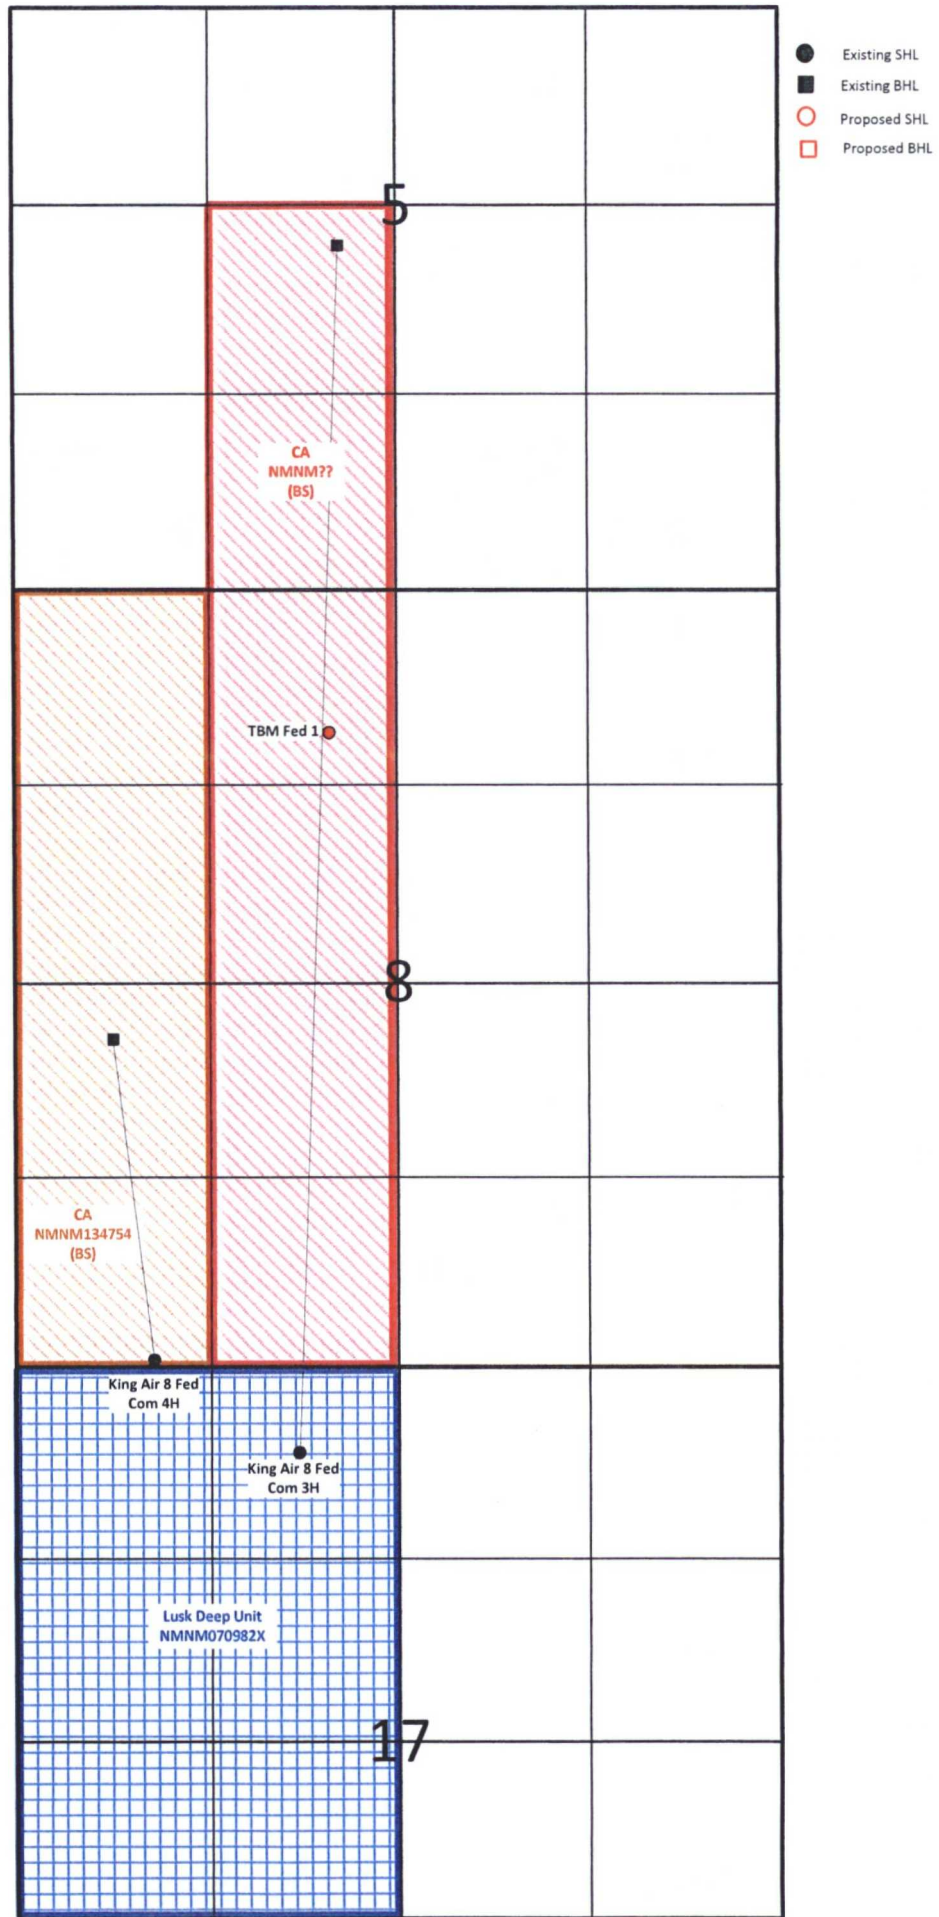 Existing SHL
Existing BHL
Proposed SHL
Proposed BHL
5
CA
NMNM??
(BS)
TBM Fed 1
8
CA
NMNM134754
(BS)
King Air 8 Fed
Com 4H
King Air 8 Fed
Com 3H
Lusk Deep Unit
NMNM070982X
17